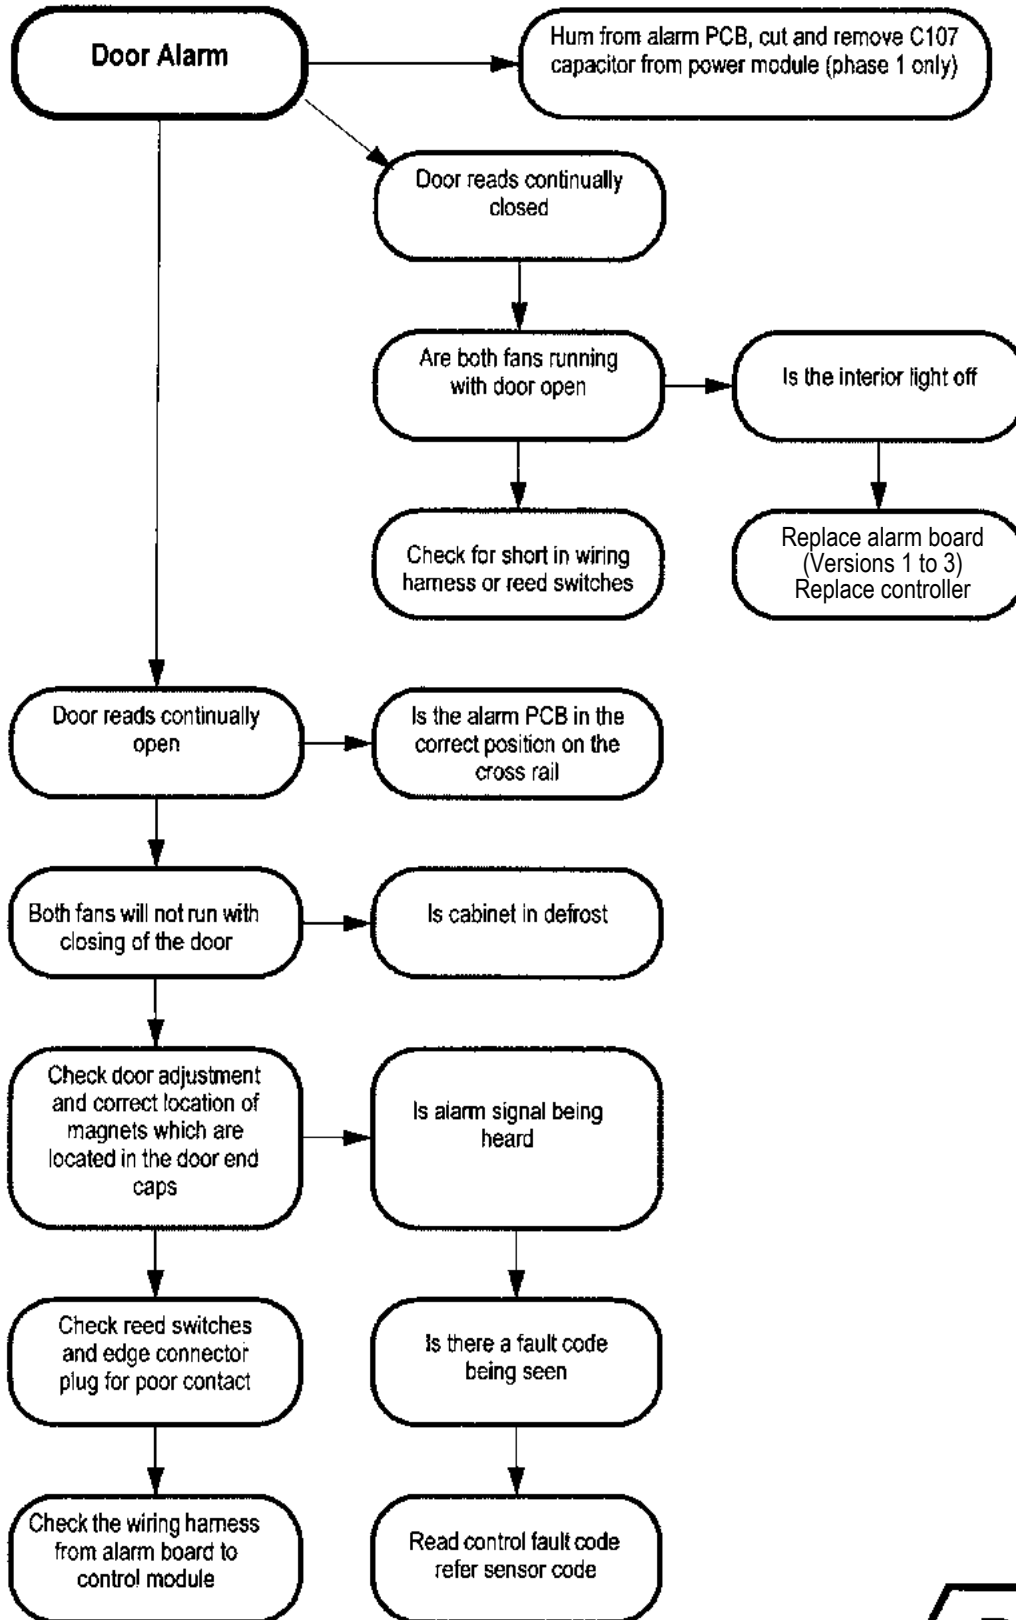 Door Alarm
Hum from alarm PCB, cut and remove C107
capacitor from power module (phase 1 only)
Door reads continually
closed
Are both fans running
with door open
Is the interior light off
Check for short in wiring
harness or reed switches
Replace alarm board
(Versions 1 to 3)
Replace controller
Door reads continually
open
Is the alarm PCB in the
correct position on the
cross rail
Both fans will not run with
closing of the door
Is cabinet in defrost
Check door adjustment
and correct location of
magnets which are
located in the door end
caps
Is alarm signal being
heard
Check reed switches
and edge connector
plug for poor contact
Is there a fault code
being seen
Check the wiring harness
from alarm board to
control module
Read control fault code
refer sensor code